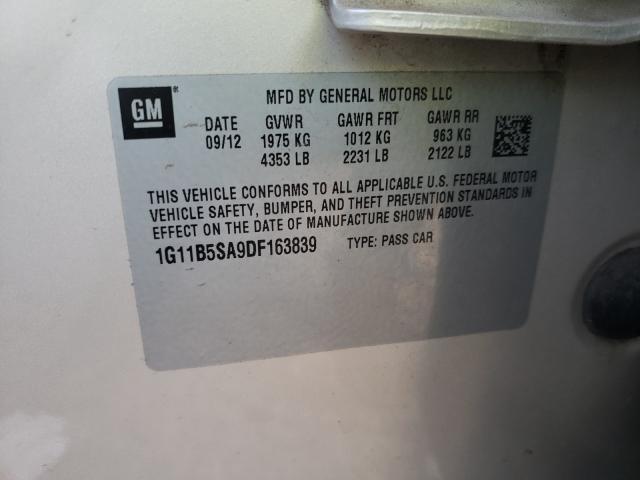 GM
MFD BY GENERAL MOTORS LLC
DATE GVWR GAWR FRT GAWR RR
09/12 1975 KG 1012 KG 963 KG
4353 LB 2231 LB 2122 LB
THIS VEHICLE CONFORMS TO ALL APPLICABLE U.S. FEDERAL MOTOR
VEHICLE SAFETY, BUMPER, AND THEFT PREVENTION STANDARDS IN
EFFECT ON THE DATE OF MANUFACTURE SHOWN ABOVE.
1G11B5SA9DF163839 TYPE: PASS CAR